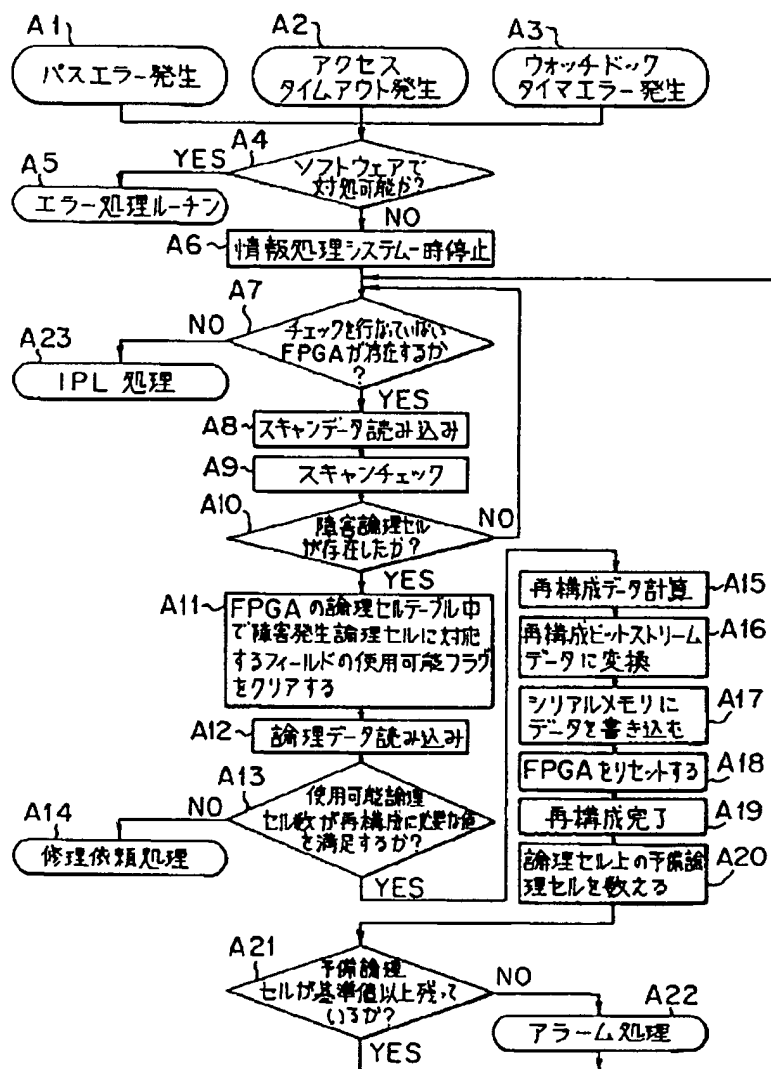 A1
パスエラー発生
A2
アクセス
タイムアウト発生
A3
ウォッチドック
タイマエラー発生
A4
ソフトウェアで
対処可能か?
YES
A5
エラー処理ルーチン
NO
A6
情報処理システム一時停止
A7
チェックを行なっていない
FPGAが存在するか
?
NO
A23
IPL 処理
YES
A8
スキャンデータ読み込み
A9
スキャンチェック
A10
障害論理セル
が存在したか?
NO
YES
A11
FPGAの論理セルテーブル中
で障害発生論理セルに対応
するフィールドの使用可能フラグ
をクリアする
A12
論理データ読み込み
A13
使用可能論理
セル数が再構成に必要な値
を満足するか?
NO
A14
修理依頼処理
YES
再構成データ計算
A15
再構成ビットストリーム
データに変換
A16
シリアルメモリに
データを書き込む
A17
FPGAをリセットする
A18
再構成完了
A19
論理セル上の予備論
理セルを数える
A20
A21
予備論理
セルが基準値以上残って
いるか?
NO
A22
アラーム処理
YES